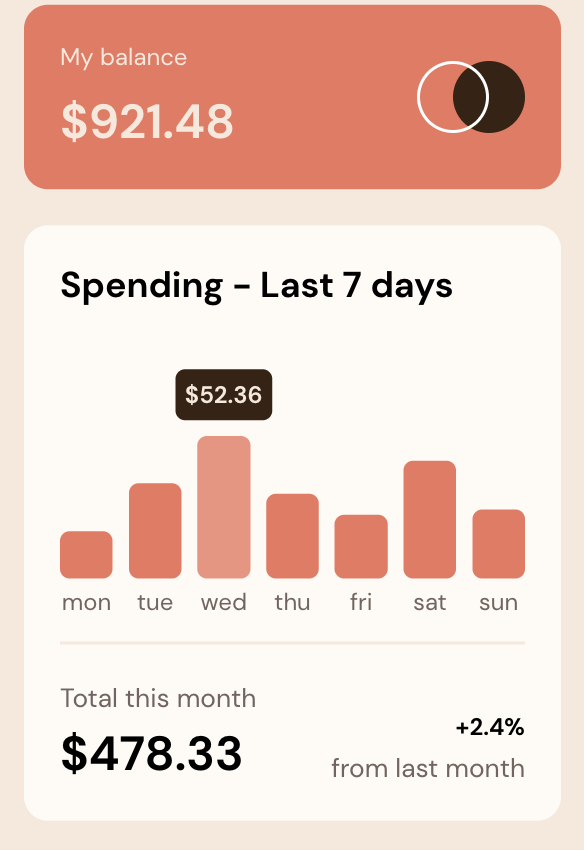 My balance
$921.48
Spending - Last 7 days
$52.36
mon tue wed thu fri sat sun
Total this month
$478.33
+2.4%
from last month